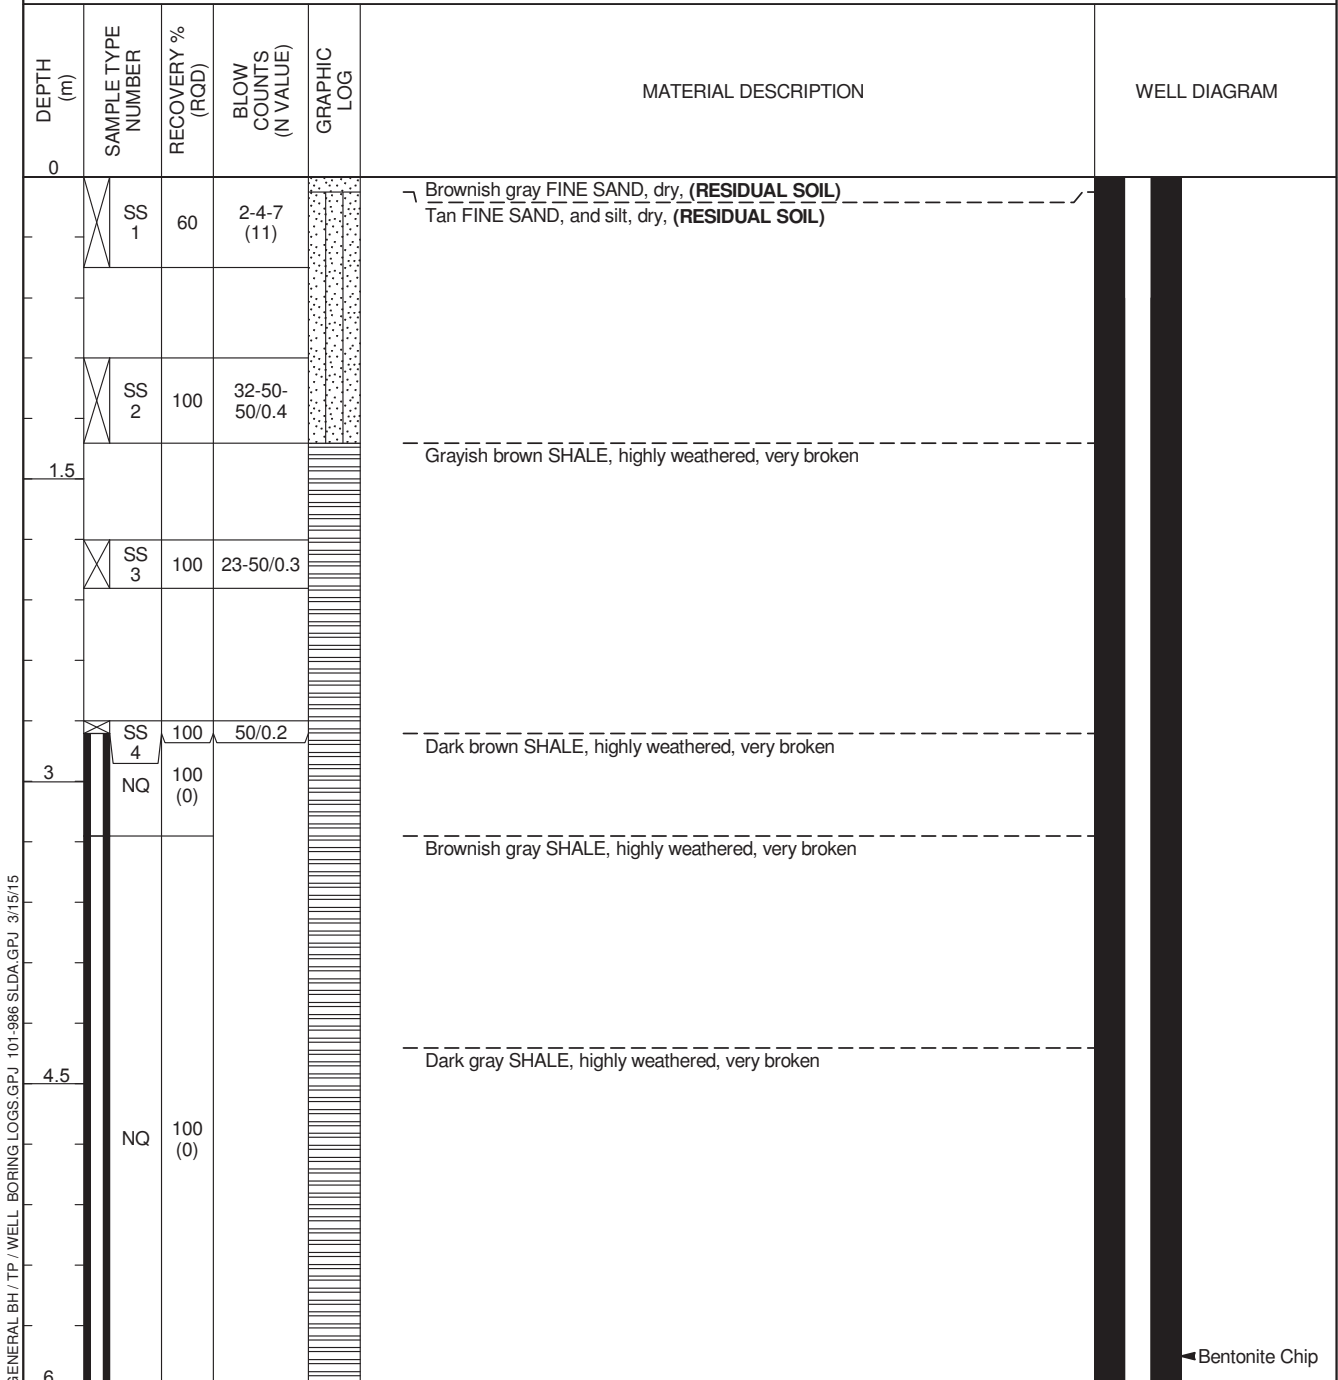 DEPTH
(m)
SAMPLE TYPE
NUMBER
RECOVERY %
(RQD)
BLOW
COUNTS
(N VALUE)
GRAPHIC
LOG
MATERIAL DESCRIPTION
WELL DIAGRAM
0
SS
1
60
2-4-7
(11)
Brownish gray FINE SAND, dry, (RESIDUAL SOIL)
Tan FINE SAND, and silt, dry, (RESIDUAL SOIL)
SS
2
100
32-50-
50/0.4
Grayish brown SHALE, highly weathered, very broken
1.5
SS
3
100
23-50/0.3
SS
4
100
50/0.2
Dark brown SHALE, highly weathered, very broken
3
NQ
100
(0)
Brownish gray SHALE, highly weathered, very broken
Dark gray SHALE, highly weathered, very broken
4.5
NQ
100
(0)
Bentonite Chip
6
GENERAL BH / TP / WELL BORING LOGS.GPJ 101-986 SLDA.GPJ 3/15/15